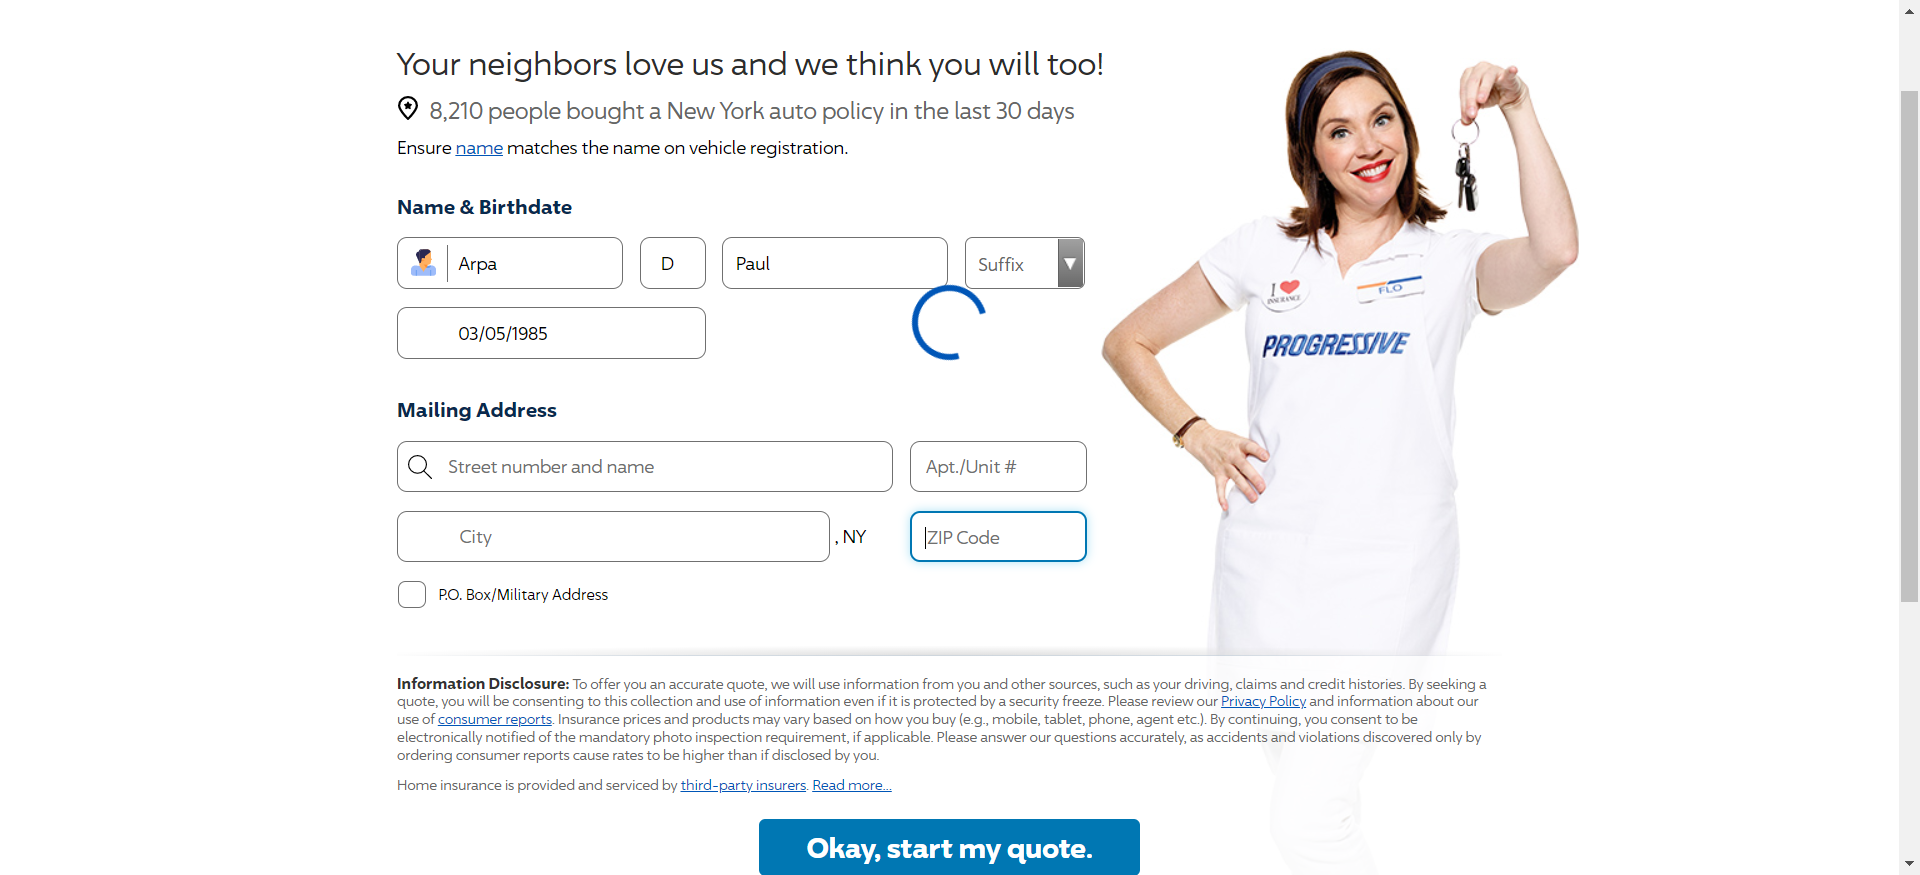 Your neighbors love us and we think you will too!
8,210 people bought a New York auto policy in the last 30 days
Ensure name matches the name on vehicle registration.
Name & Birthdate
Arpa
D
Paul
Suffix
03/05/1985
I
INSURANCE
FLO
PROGRESSIVE
Mailing Address
Street number and name
Apt./Unit #
City
, NY
ZIP Code
P.O. Box/Military Address
Information Disclosure: To offer you an accurate quote, we will use information from you and other sources, such as your driving, claims and credit histories. By seeking a
quote, you will be consenting to this collection and use of information even if it is protected by a security freeze. Please review our Privacy Policy and information about our
use of consumer reports. Insurance prices and products may vary based on how you buy (e.g., mobile, tablet, phone, agent etc.). By continuing, you consent to be
electronically notified of the mandatory photo inspection requirement, if applicable. Please answer our questions accurately, as accidents and violations discovered only by
ordering consumer reports cause rates to be higher than if disclosed by you.
Home insurance is provided and serviced by third-party insurers. Read more...
Okay, start my quote.